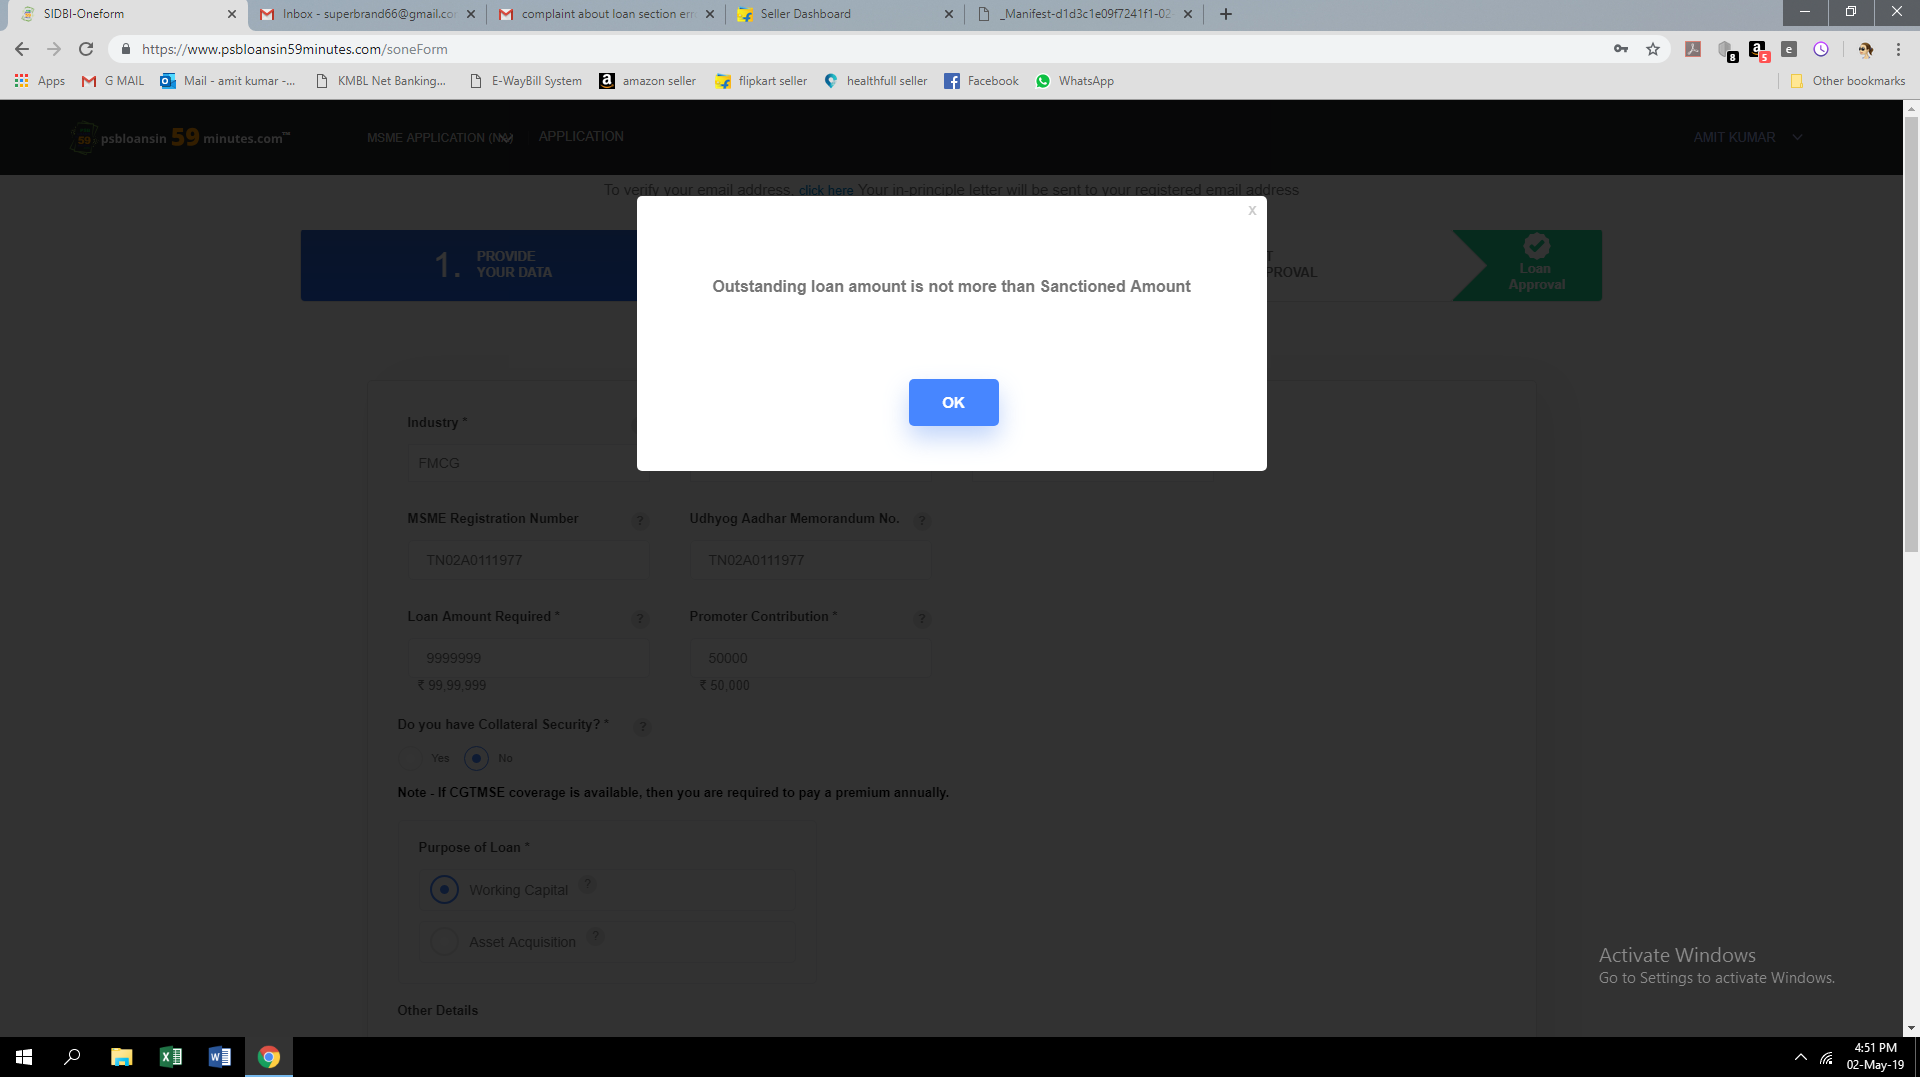 SIDBI-Oneform
Inbox - superbrand66@gmail.co
complaint about loan section err
Seller Dashboard
_Manifest-d1d3c1e09f7241f1-02
https://www.psbloansin59minutes.com/soneForm
8
5
Apps
G MAIL
Mail - amit kumar -...
KMBL Net Banking...
E-WayBill System
amazon seller
flipkart seller
healthfull seller
Facebook
WhatsApp
Other bookmarks
59 psbloansin 59 minutes.com™
MSME APPLICATION
APPLICATION
AMIT KUMAR
To verify your email address, click here Your in-principle letter will be sent to your registered email address
X
1. PROVIDE
YOUR DATA
Loan
Approval
Outstanding loan amount is not more than Sanctioned Amount
OK
Industry *
FMCG
MSME Registration Number ?
Udhyog Aadhar Memorandum No. ?
TN02A0111977
TN02A0111977
Loan Amount Required * ?
Promoter Contribution * ?
9999999
50000
₹ 99,99,999
₹ 50,000
Do you have Collateral Security? * ?
Yes
No
Note - If CGTMSE coverage is available, then you are required to pay a premium annually.
Purpose of Loan *
Working Capital ?
Asset Acquisition ?
Other Details
Activate Windows
Go to Settings to activate Windows.
4:51 PM
02-May-19